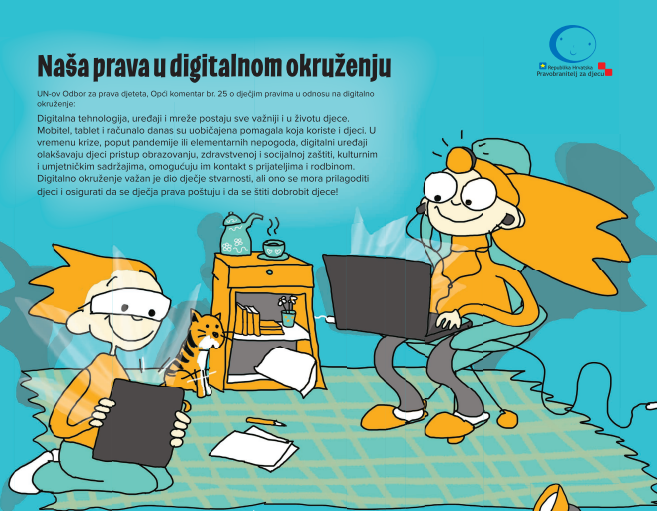 Naša prava u digitalnom okruženju
Republika Hrvatska
Pravobranitelj za djecu
UN-ov Odbor za prava djeteta, Opći komentar br. 25 o dječjim pravima u odnosu na digitalno
okruženje:
Digitalna tehnologija, uređaji i mreže postaju sve važniji i u životu djece.
Mobitel, tablet i računalo danas su uobičajena pomagala koja koriste i djeci. U
vremenu krize, poput pandemije ili elementarnih nepogoda, digitalni uređaji
olakšavaju djeci pristup obrazovanju, zdravstvenoj i socijalnoj zaštiti, kulturnim
i umjetničkim sadržajima, omogućuju im kontakt s prijateljima i rodbinom.
Digitalno okruženje važan je dio dječje stvarnosti, ali ono se mora prilagoditi
djeci i osigurati da se dječja prava poštuju i da se štiti dobrobit djece!